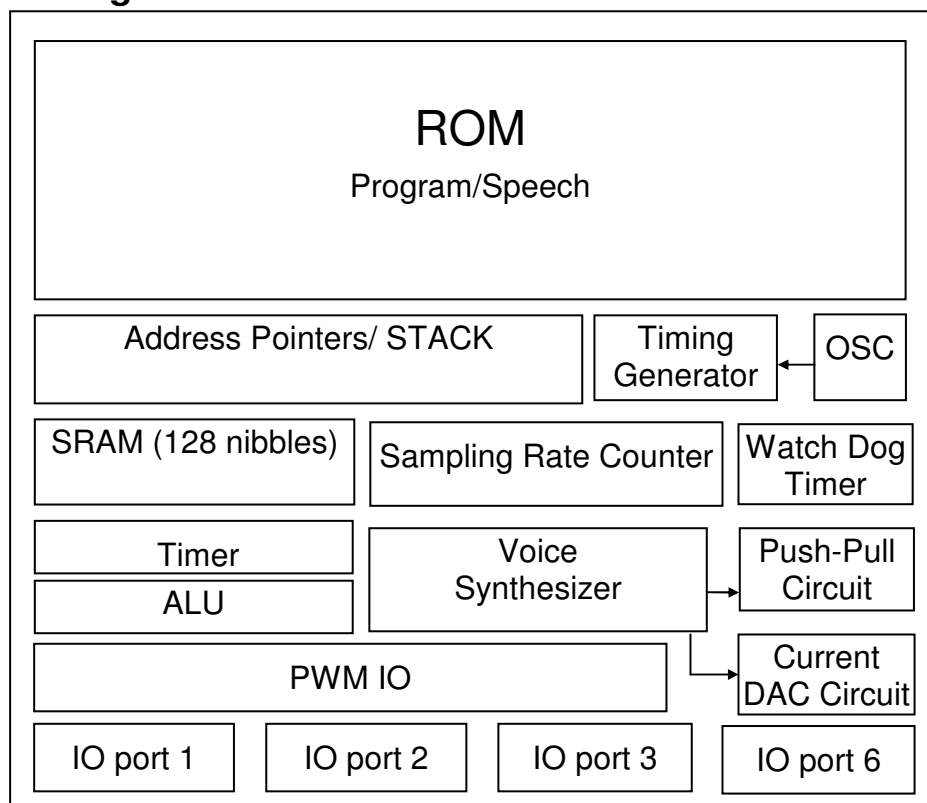 ROM
Program/Speech
Address Pointers/ STACK
Timing
Generator
OSC
SRAM (128 nibbles)
Sampling Rate Counter
Watch Dog
Timer
Timer
ALU
Voice
Synthesizer
Push-Pull
Circuit
PWM IO
Current
DAC Circuit
IO port 1
IO port 2
IO port 3
IO port 6